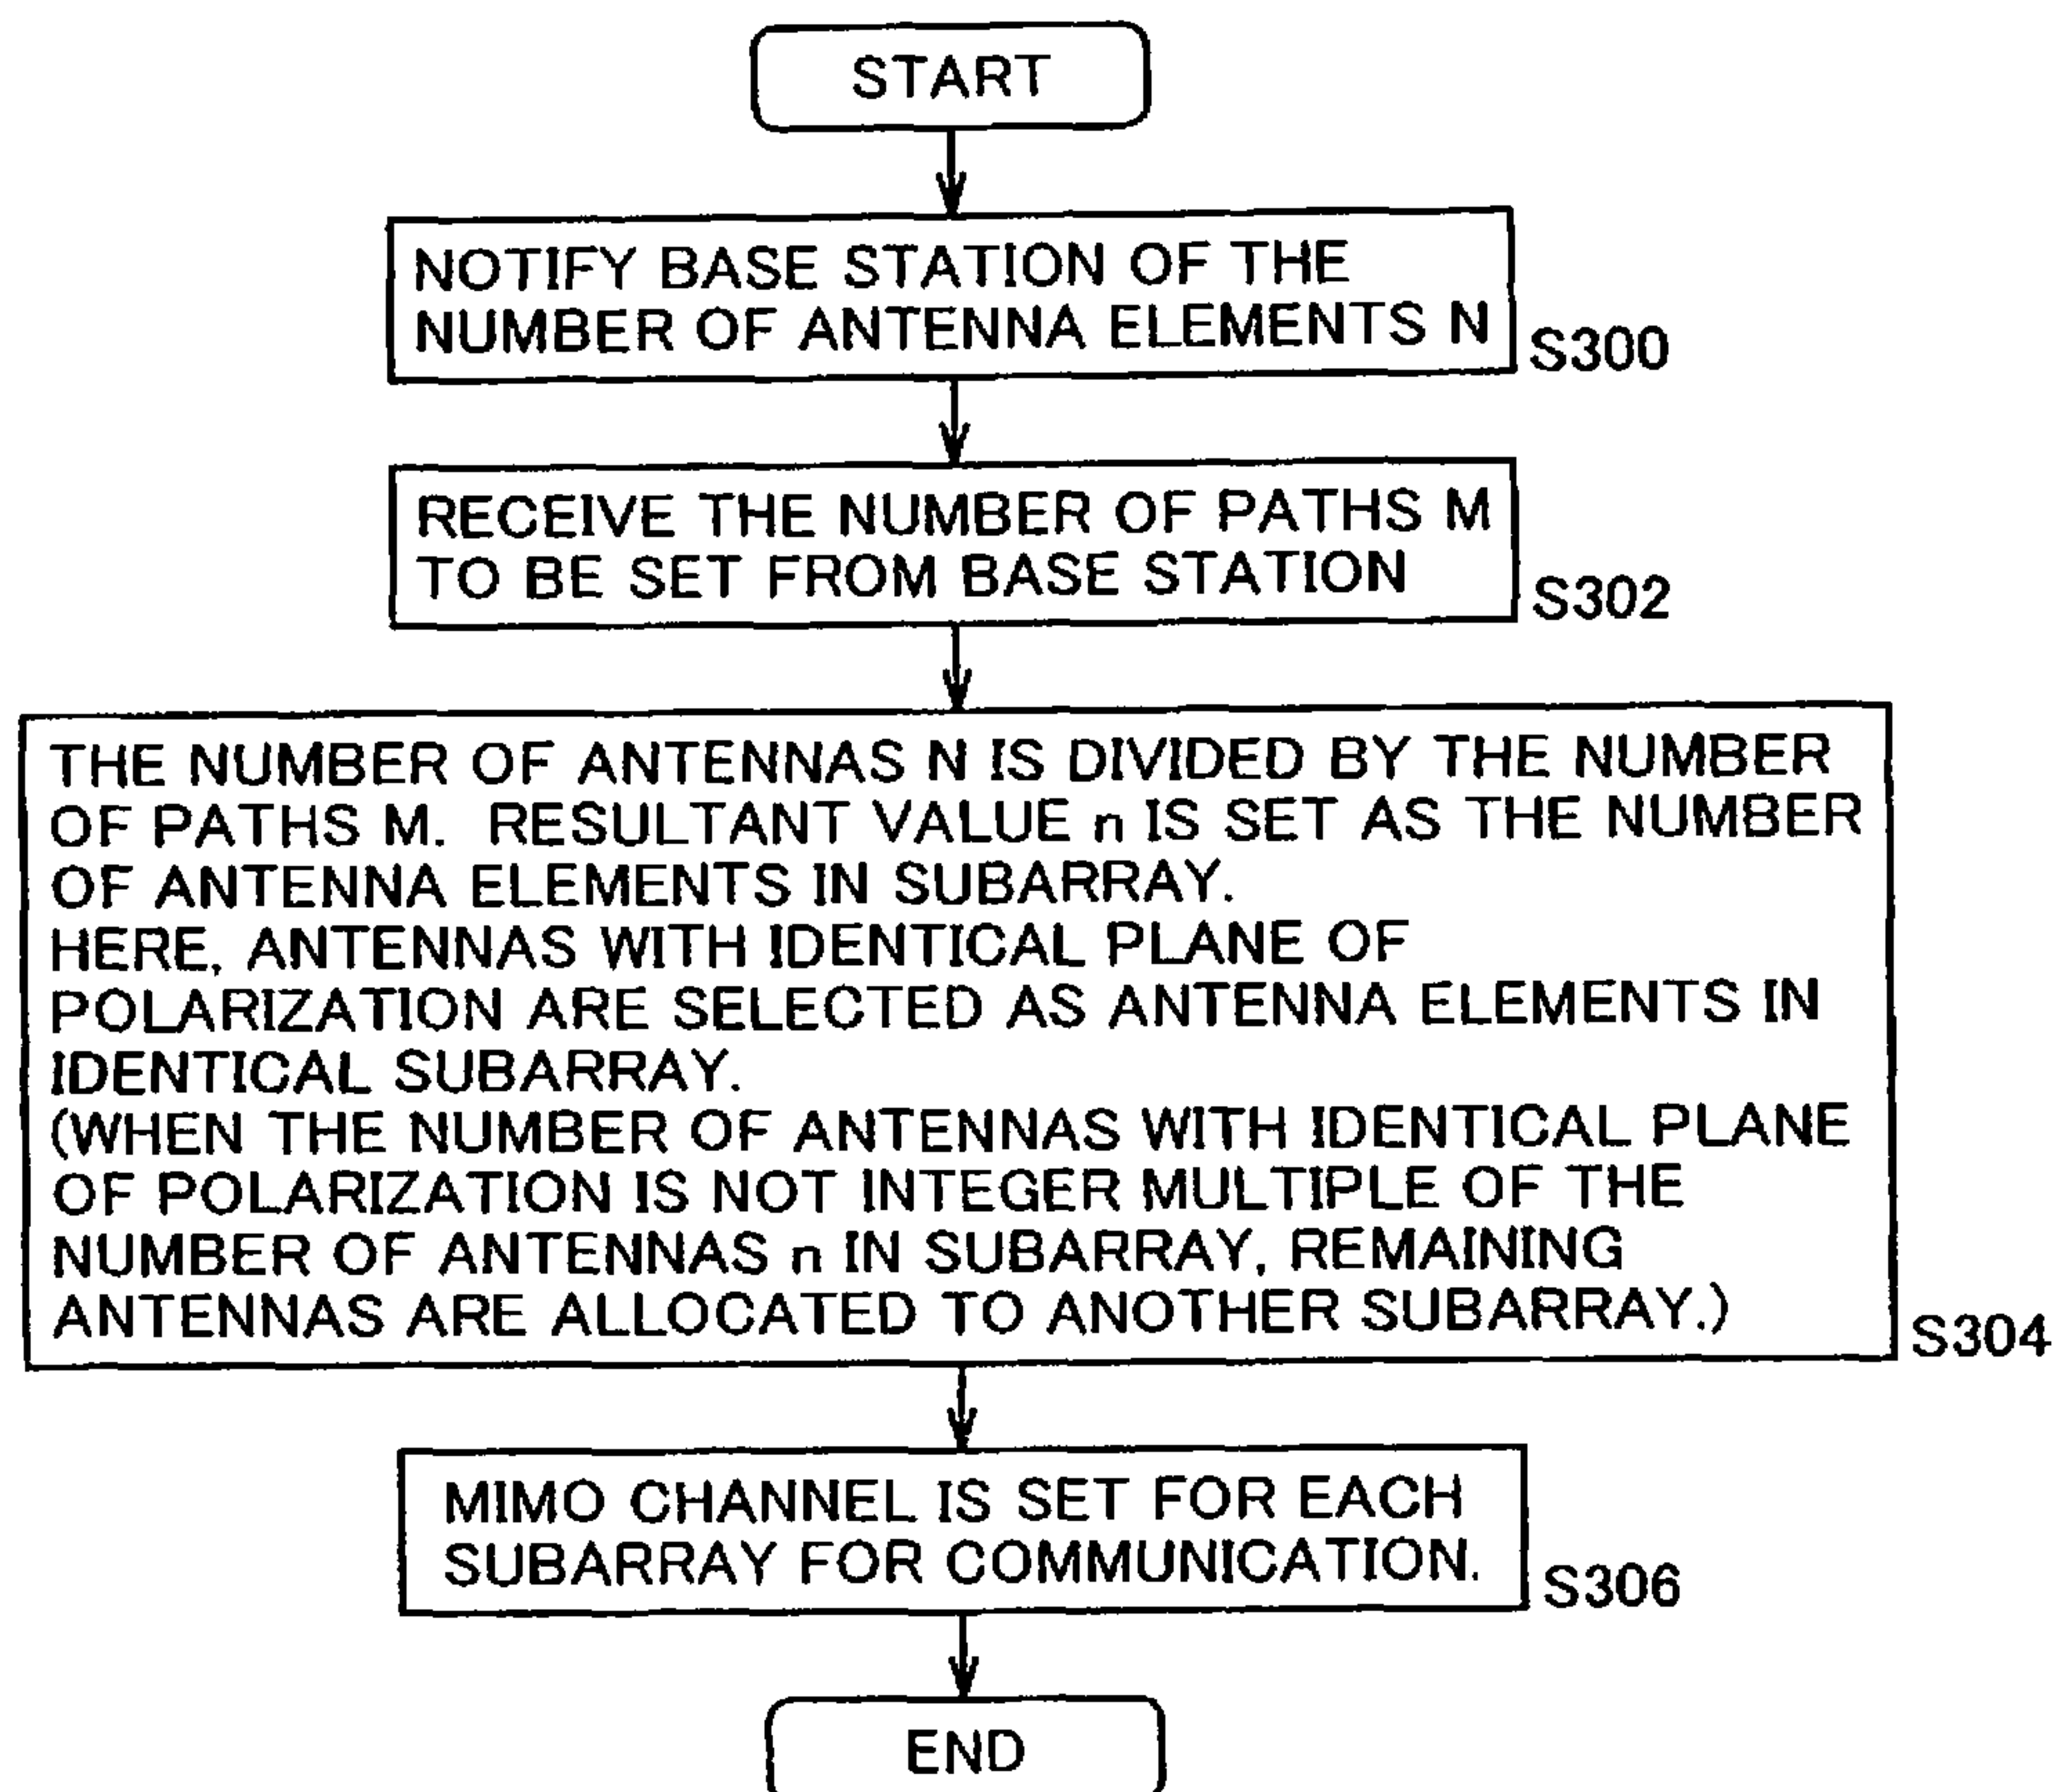 START
NOTIFY BASE STATION OF THE
NUMBER OF ANTENNA ELEMENTS N
S300
RECEIVE THE NUMBER OF PATHS M
TO BE SET FROM BASE STATION
S302
THE NUMBER OF ANTENNAS N IS DIVIDED BY THE NUMBER
OF PATHS M. RESULTANT VALUE n IS SET AS THE NUMBER
OF ANTENNA ELEMENTS IN SUBARRAY.
HERE, ANTENNAS WITH IDENTICAL PLANE OF
POLARIZATION ARE SELECTED AS ANTENNA ELEMENTS IN
IDENTICAL SUBARRAY.
(WHEN THE NUMBER OF ANTENNAS WITH IDENTICAL PLANE
OF POLARIZATION IS NOT INTEGER MULTIPLE OF THE
NUMBER OF ANTENNAS n IN SUBARRAY, REMAINING
ANTENNAS ARE ALLOCATED TO ANOTHER SUBARRAY.)
S304
MIMO CHANNEL IS SET FOR EACH
SUBARRAY FOR COMMUNICATION.
S306
END